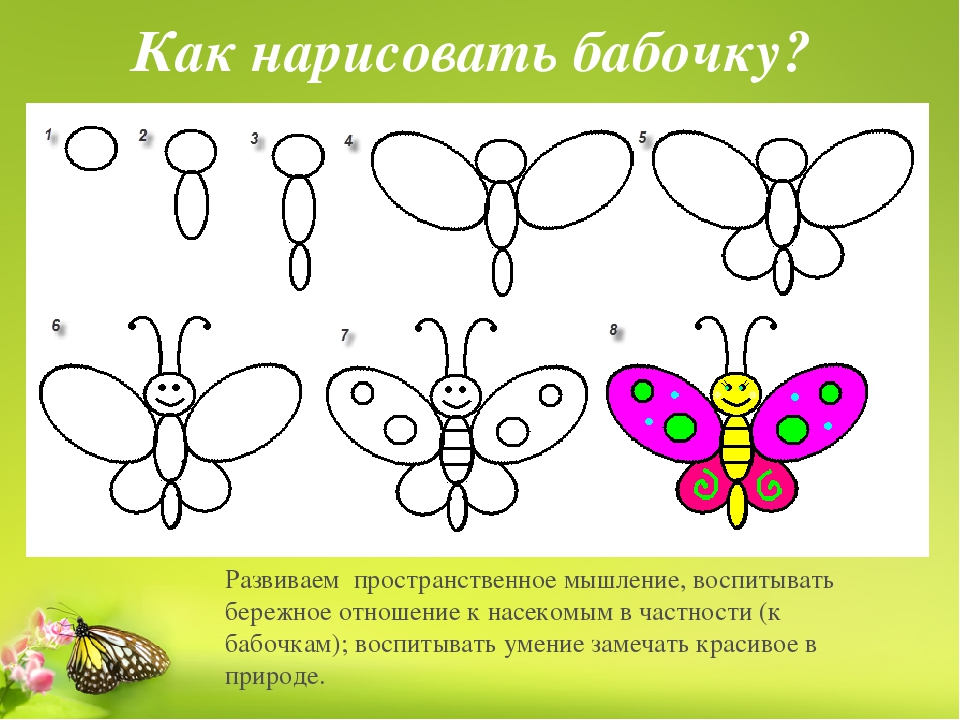 Как нарисовать бабочку?
1 2 3 4 5
6 7 8
Развиваем пространственное мышление, воспитывать
бережное отношение к насекомым в частности (к
бабочкам); воспитывать умение замечать красивое в
природе.